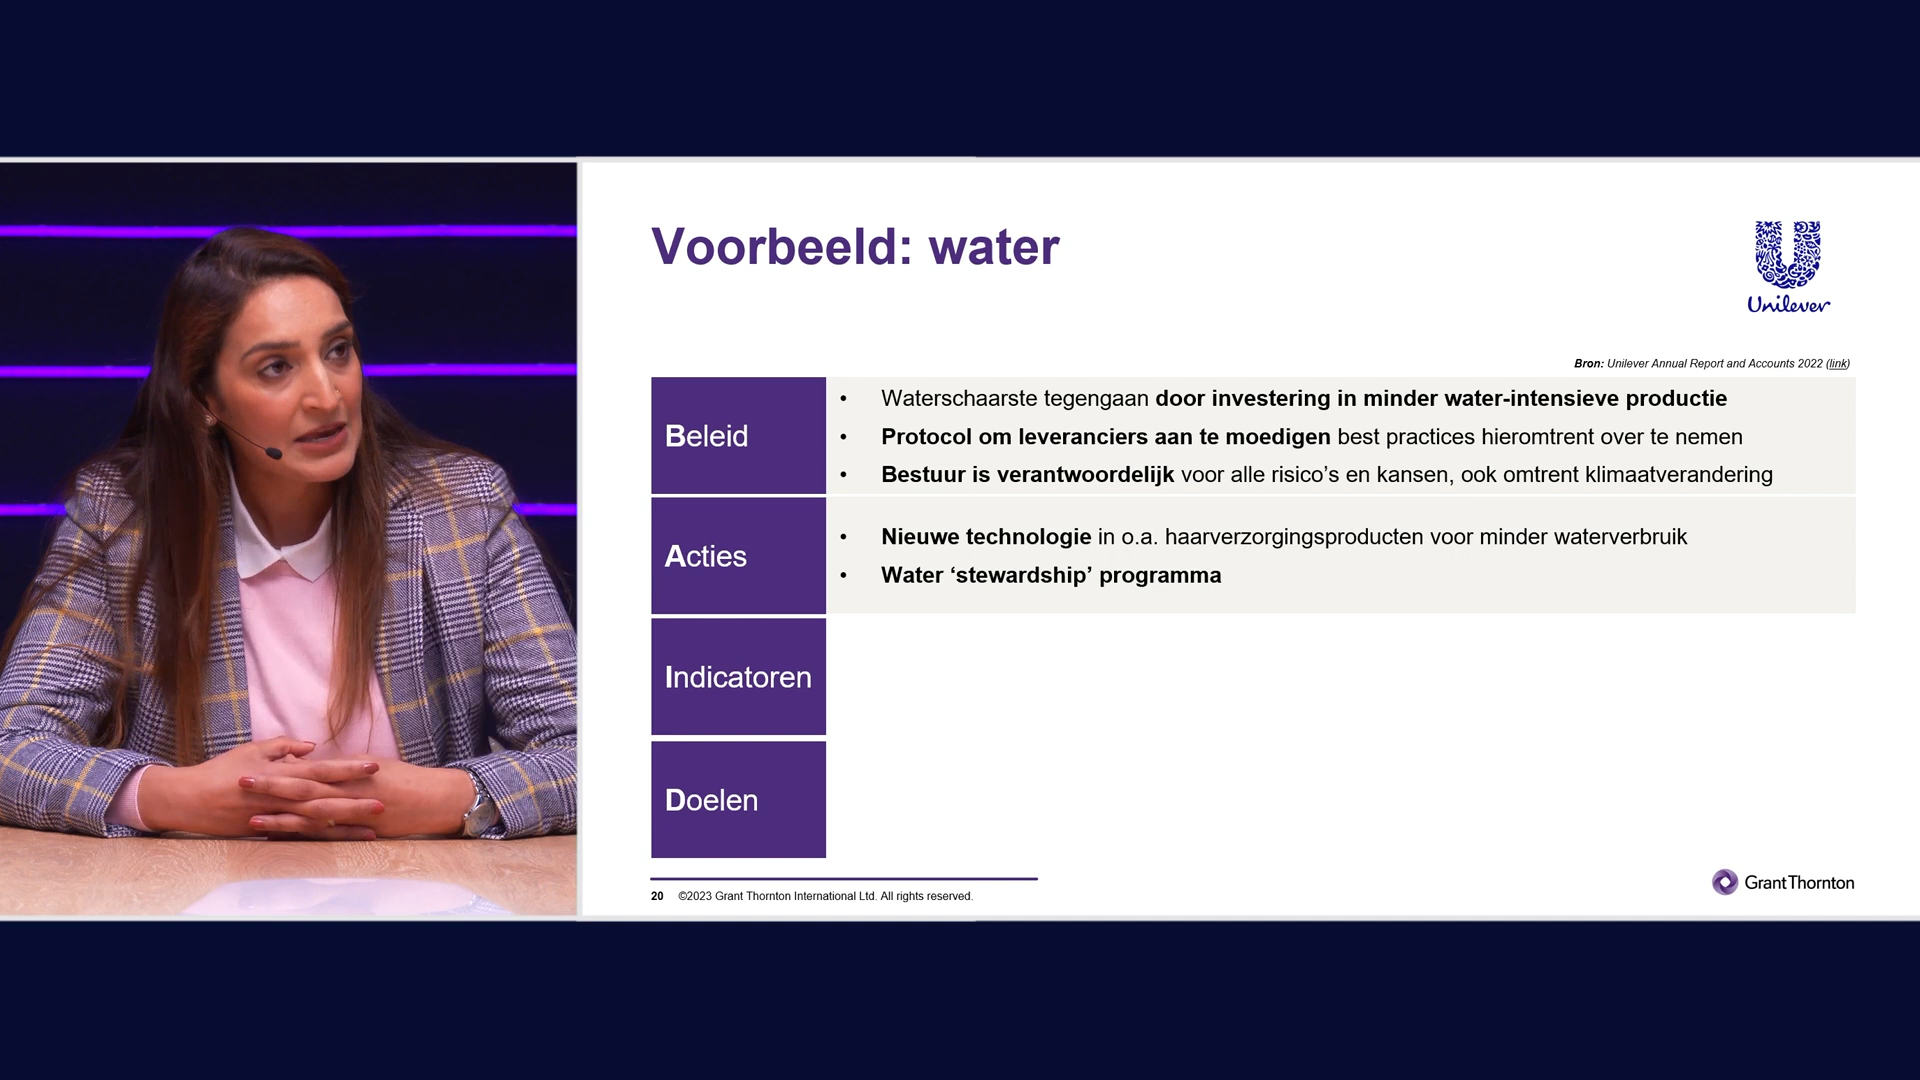 Voorbeeld: water
Unilever
Bron: Unilever Annual Report and Accounts 2022 (link)
Beleid
• Waterschaarste tegengaan door investering in minder water-intensieve productie
• Protocol om leveranciers aan te moedigen best practices hieromtrent over te nemen
• Bestuur is verantwoordelijk voor alle risico’s en kansen, ook omtrent klimaatverandering
Acties
• Nieuwe technologie in o.a. haarverzorgingsproducten voor minder waterverbruik
• Water ‘stewardship’ programma
Indicatoren
Doelen
20 ©2023 Grant Thornton International Ltd. All rights reserved.
GrantThornton